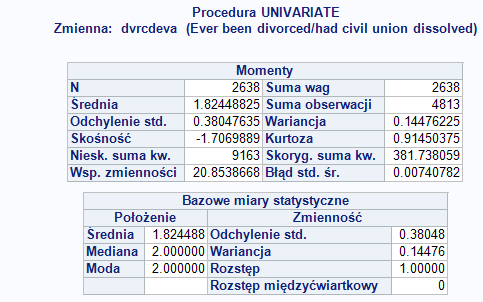 Procedura UNIVARIATE
Zmienna: dvrcdeva (Ever been divorced/had civil union dissolved)
Momenty
N 2638 Suma wag 2638
Średnia 1.82448825 Suma obserwacji 4813
Odchylenie std. 0.38047635 Wariancja 0.14476225
Skośność -1.7069889 Kurtoza 0.91450375
Niesk. suma kw. 9163 Skoryg. suma kw. 381.738059
Wsp. zmienności 20.8538668 Błąd std. śr. 0.00740782
Bazowe miary statystyczne
Położenie Zmienność
Średnia 1.824488 Odchylenie std. 0.38048
Mediana 2.000000 Wariancja 0.14476
Moda 2.000000 Rozstęp 1.00000
Rozstęp międzyćwiartkowy 0